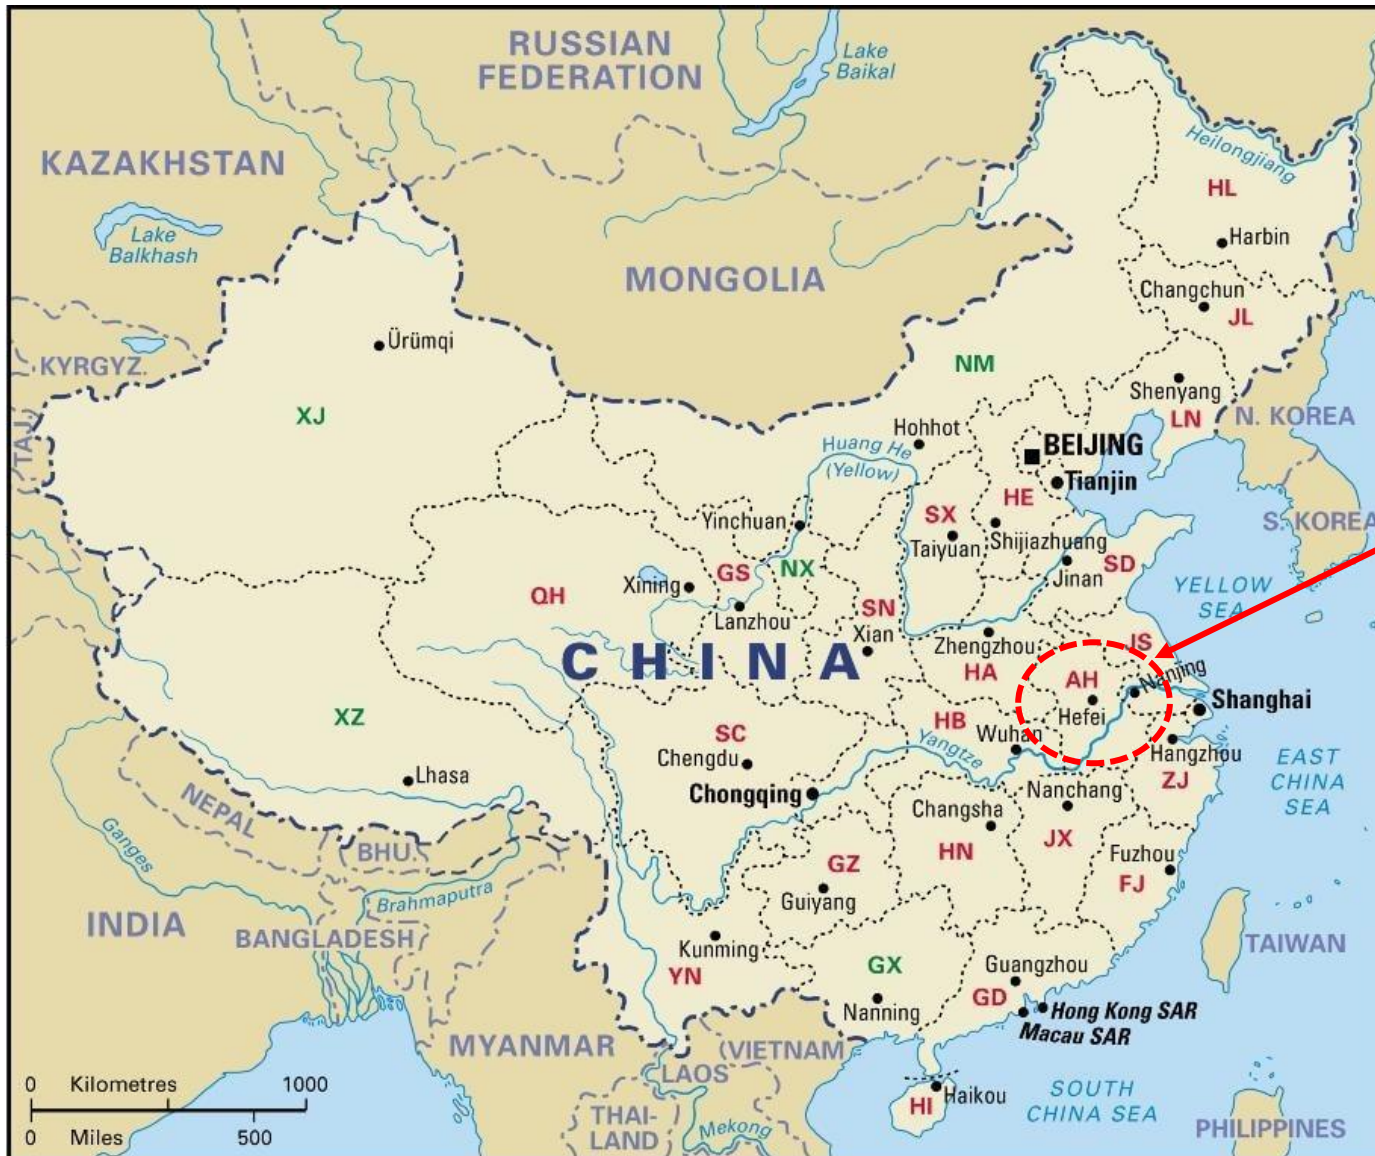 RUSSIAN
FEDERATION
Lake
Baikal
KAZAKHSTAN
Lake
Balkhash
MONGOLIA
Heilongjiang
HL
Harbin
Changchun
JL
KYRGYZ.
TAJ.
Ürümqi
XJ
NM
Shenyang
LN
N. KOREA
Hohhot
Huang He
(Yellow)
BEIJING
Tianjin
HE
SX
Taiyuan
Shijiazhuang
Jinan
SD
S. KOREA
YELLOW
SEA
Yinchuan
NX
GS
Xining
QH
Lanzhou
SN
Xian
Zhengzhou
HA
JS
AH
Nanjing
Hefei
Shanghai
CHINA
XZ
Lhasa
SC
Chengdu
Chongqing
HB
Wuhan
Yangtze
Hangzhou
ZJ
EAST
CHINA
SEA
Nanchang
JX
Changsha
HN
Fuzhou
FJ
NEPAL
Ganges
BHU.
Brahmaputra
INDIA
BANGLADESH
GZ
Guiyang
Kunming
YN
GX
Nanning
Guangzhou
GD
Hong Kong SAR
Macau SAR
TAIWAN
MYANMAR
VIETNAM
LAOS
THAI-
LAND
Mekong
Haikou
HI
SOUTH
CHINA SEA
PHILIPPINES
0 Kilometres 1000
0 Miles 500